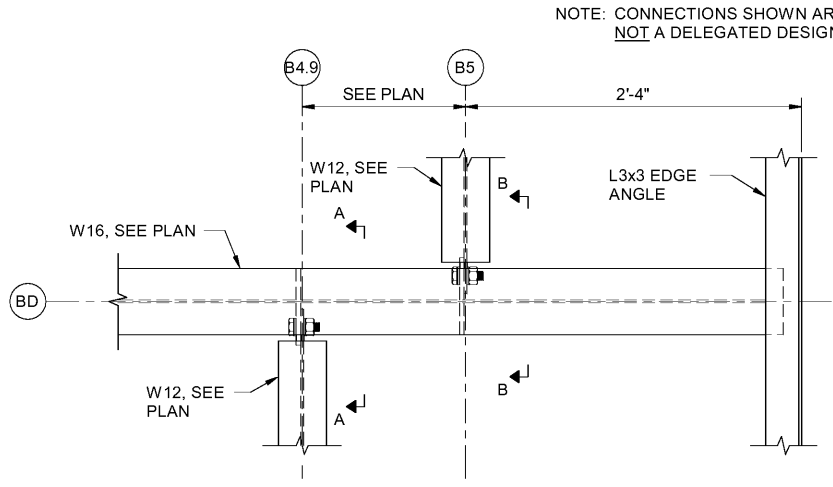 NOTE: CONNECTIONS SHOWN AR
NOT A DELEGATED DESIGN
B4.9
B5
SEE PLAN
2'-4"
W12, SEE
PLAN
B
L3x3 EDGE
ANGLE
A
W16, SEE PLAN
BD
W12, SEE
PLAN
B
A